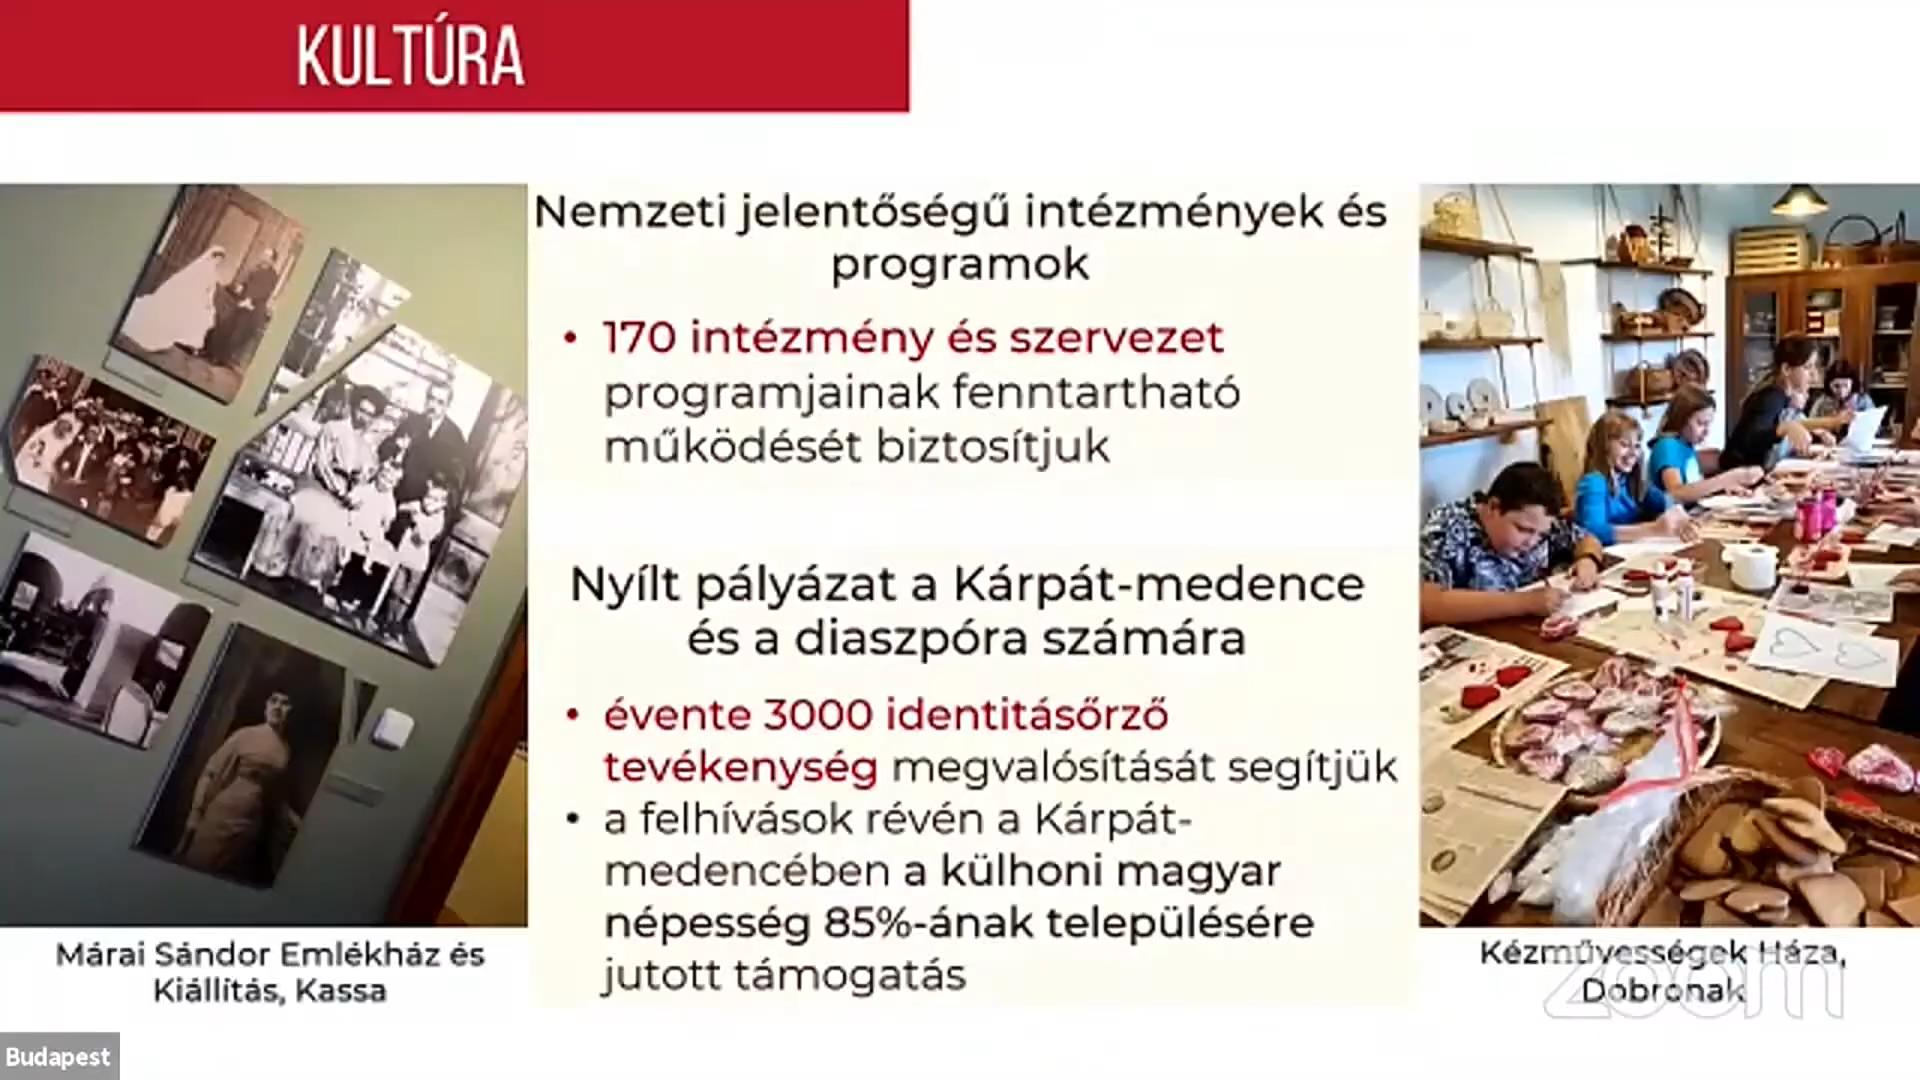 KULTÚRA
Nemzeti jelentőségű intézmények és
programok
• 170 intézmény és szervezet
programjainak fenntartható
működését biztosítjuk
Nyílt pályázat a Kárpát-medence
és a diaszpóra számára
• évente 3000 identitásőrző
tevékenység megvalósítását segítjük
• a felhívások révén a Kárpát-
medencében a külhoni magyar
népesség 85%-ának településére
jutott támogatás
Márai Sándor Emlékház és
Kiállítás, Kassa
Kézművességek Háza,
Dobronak
zoom
Budapest